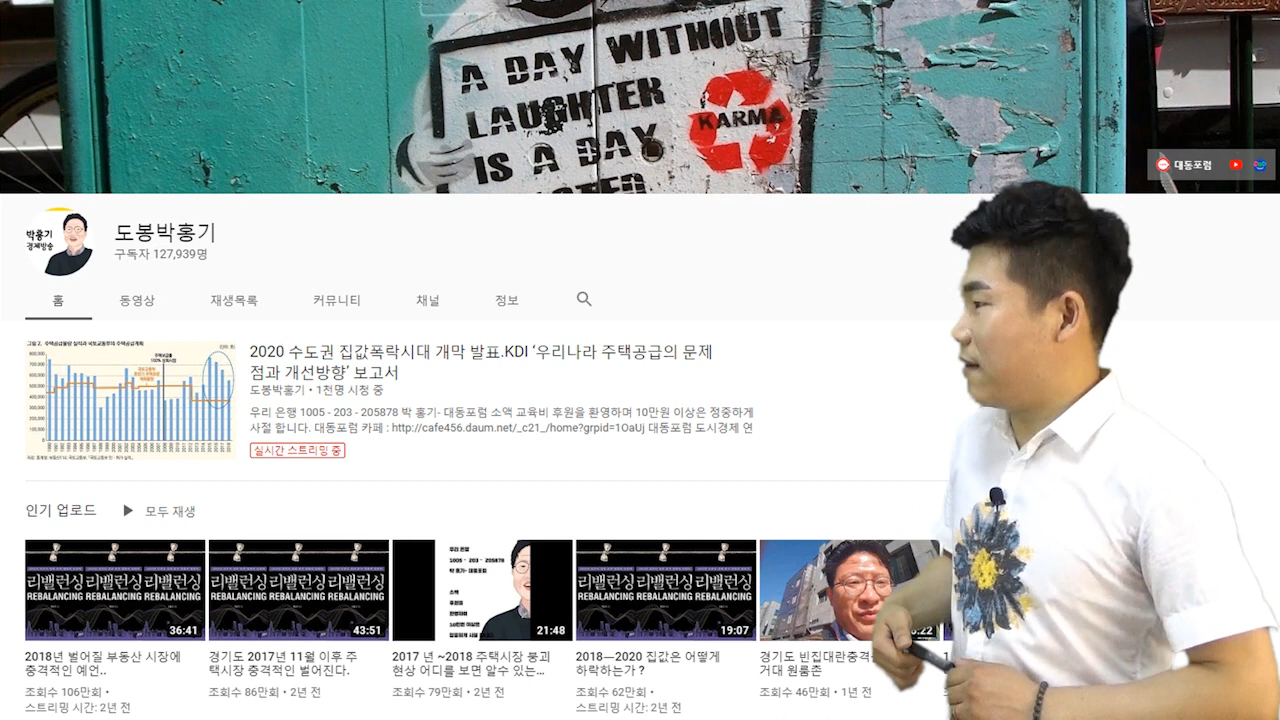 A DAY WITHOUT
LAUGHTER
IS A DAY
KARMA
대동포럼
박홍기
경제방송
도봉박홍기
구독자 127,939명
홈 동영상 재생목록 커뮤니티 채널 정보
2020 수도권 집값폭락시대 개막 발표.KDI ‘우리나라 주택공급의 문제
점과 개선방향’ 보고서
도봉박홍기 • 1천명 시청 중
우리 은행 1005 - 203 - 205878 박 홍기- 대동포럼 소액 교육비 후원을 환영하며 10만원 이상은 정중하게
사절 합니다. 대동포럼 카페 : http://cafe456.daum.net/_c21_/home?grpid=1OaUj 대동포럼 도시경제 연
실시간 스트리밍 중
인기 업로드 모두 재생
리밸런싱 리밸런싱 리밸런싱
REBALANCING REBALANCING REBALANCING
36:41
리밸런싱 리밸런싱 리밸런싱
REBALANCING REBALANCING REBALANCING
43:51
우리 은행
1005 - 203 - 205878
박 홍기- 대동포럼
소액
21:48
리밸런싱 리밸런싱 리밸런싱
REBALANCING REBALANCING REBALANCING
19:07
2018년 벌어질 부동산 시장에
충격적인 예언..
조회수 106만회 •
스트리밍 시간: 2년 전
경기도 2017년 11월 이후 주
택시장 충격적인 벌어진다.
조회수 86만회 • 2년 전
2017 년 ~2018 주택시장 붕괴
현상 어디를 보면 알수 있는...
조회수 79만회 • 2년 전
2018—2020 집값은 어떻게
하락하는가 ?
조회수 62만회 •
스트리밍 시간: 2년 전
경기도 빈집대란충격
거대 원룸촌
조회수 46만회 • 1년 전